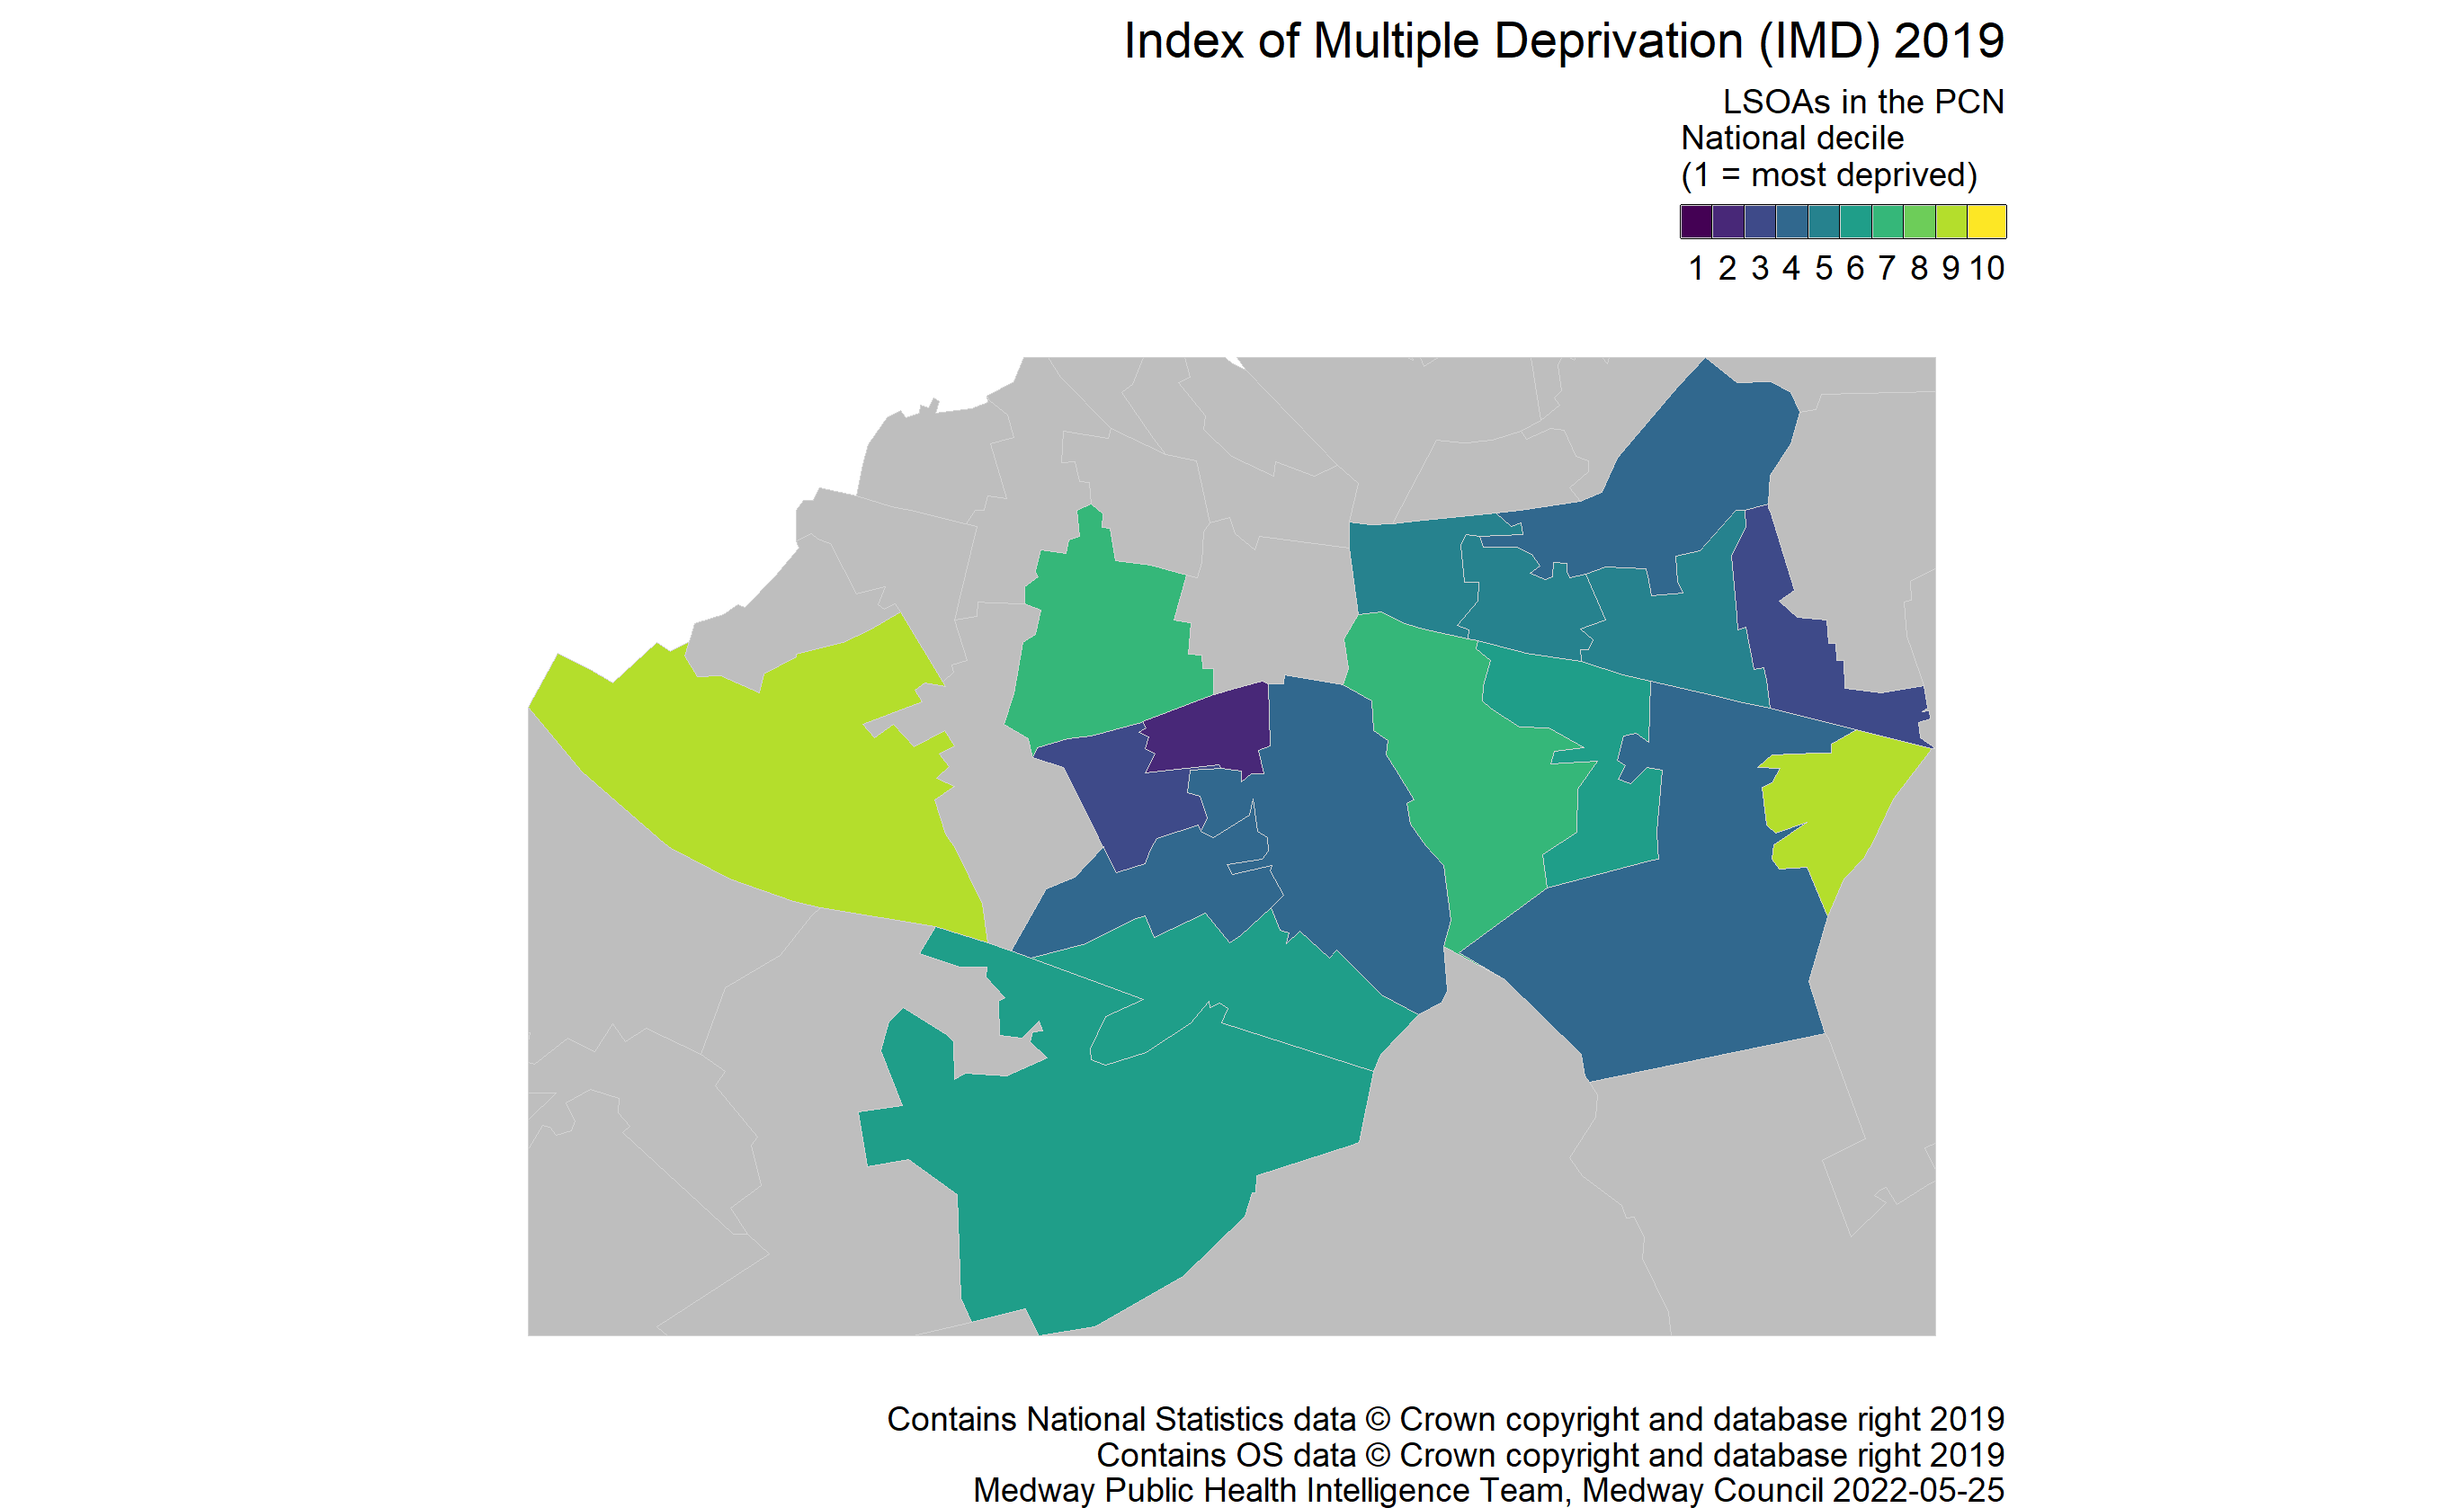 Index of Multiple Deprivation (IMD) 2019
LSOAs in the PCN
National decile
(1 = most deprived)
1 2 3 4 5 6 7 8 9 10
Contains National Statistics data © Crown copyright and database right 2019
Contains OS data © Crown copyright and database right 2019
Medway Public Health Intelligence Team, Medway Council 2022-05-25